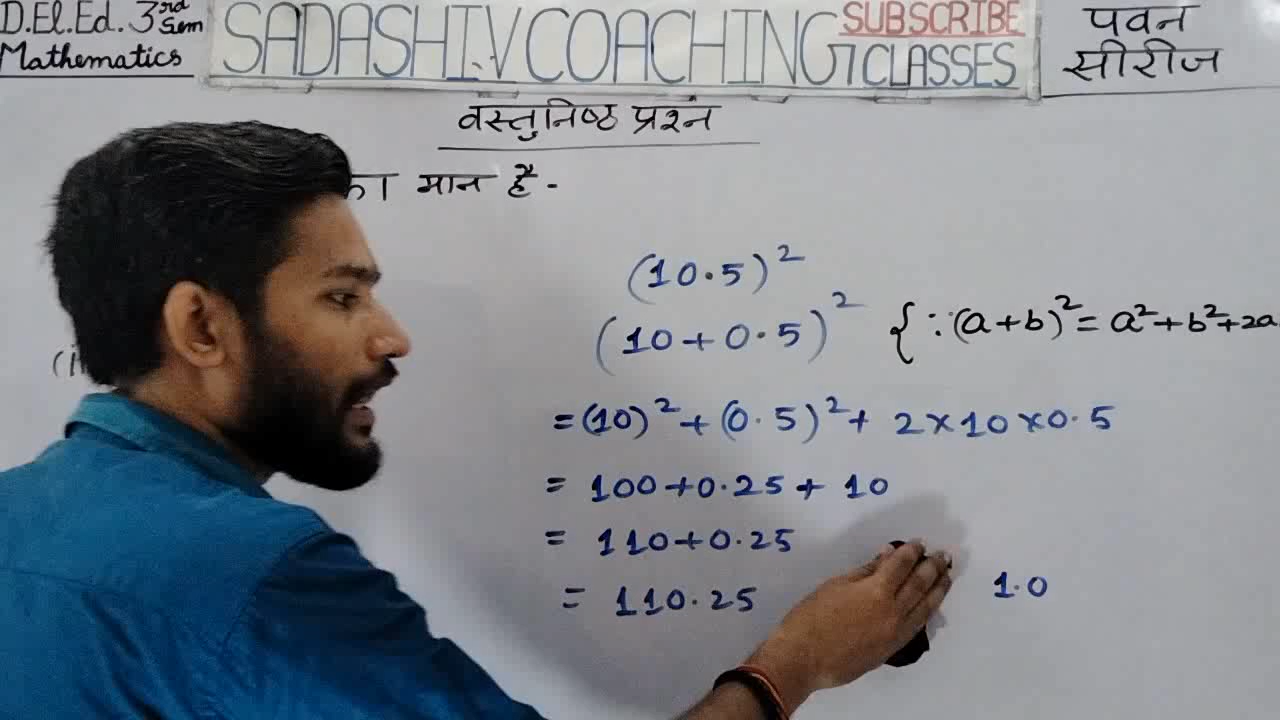 D.El.Ed. 3rd Sem
Mathematics
SADASHIV COACHING CLASSES
SUBSCRIBE
पवन
सीरीज
वस्तुनिष्ठ प्रश्न
का मान है -
(10.5)²
(10+0.5)² {∵(a+b)²=a²+b²+2a
=(10)²+(0.5)²+ 2×10×0.5
= 100+0.25+ 10
= 110+0.25
= 110.25
1.0